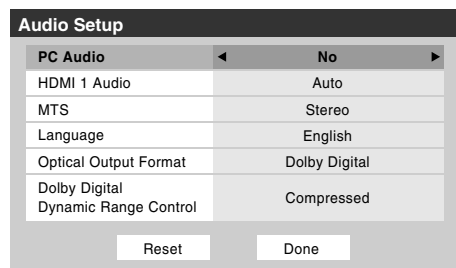 Audio Setup
PC Audio ◀ No ▶
HDMI 1 Audio Auto
MTS Stereo
Language English
Optical Output Format Dolby Digital
Dolby Digital
Dynamic Range Control Compressed
Reset Done